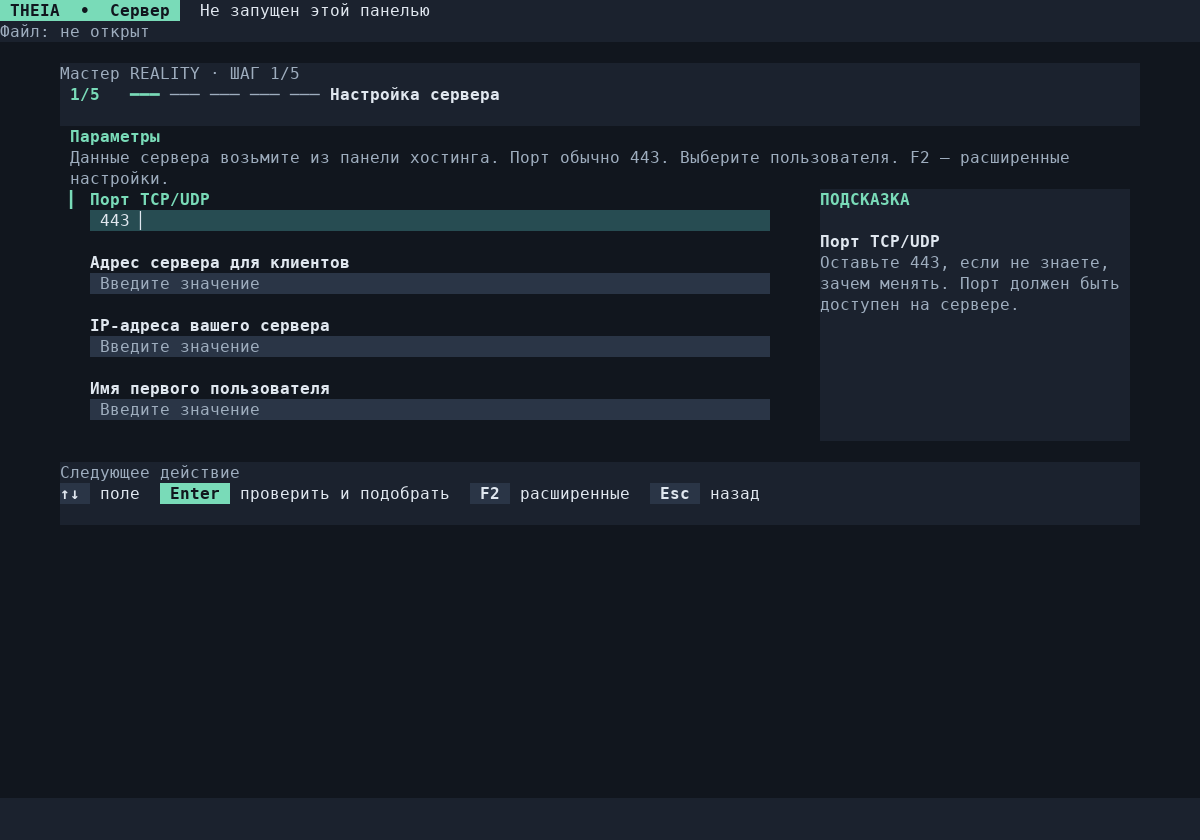 THEIA • Сервер Не запущен этой панелью
Файл: не открыт
Мастер REALITY · ШАГ 1/5
1/5 ━━━ ─── ─── ─── ─── Настройка сервера
Параметры
Данные сервера возьмите из панели хостинга. Порт обычно 443. Выберите пользователя. F2 — расширенные
настройки.
Порт TCP/UDP
443
Адрес сервера для клиентов
Введите значение
IP-адреса вашего сервера
Введите значение
Имя первого пользователя
Введите значение
ПОДСКАЗКА
Порт TCP/UDP
Оставьте 443, если не знаете,
зачем менять. Порт должен быть
доступен на сервере.
Следующее действие
↑↓ поле Enter проверить и подобрать F2 расширенные Esc назад